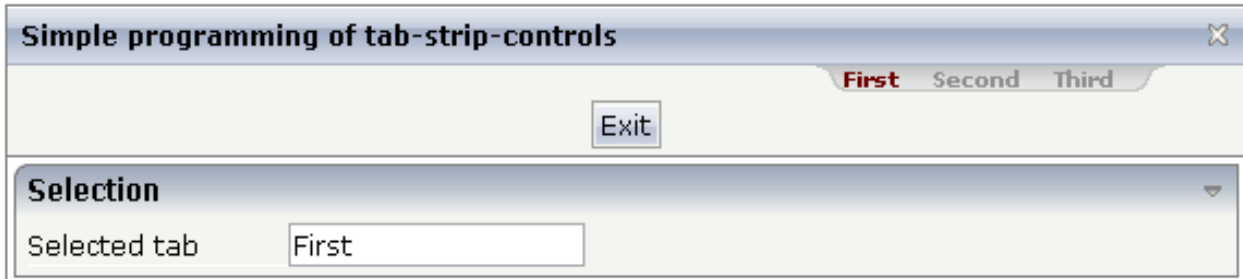 Simple programming of tab-strip-controls
First Second Third
Exit
Selection
Selected tab First